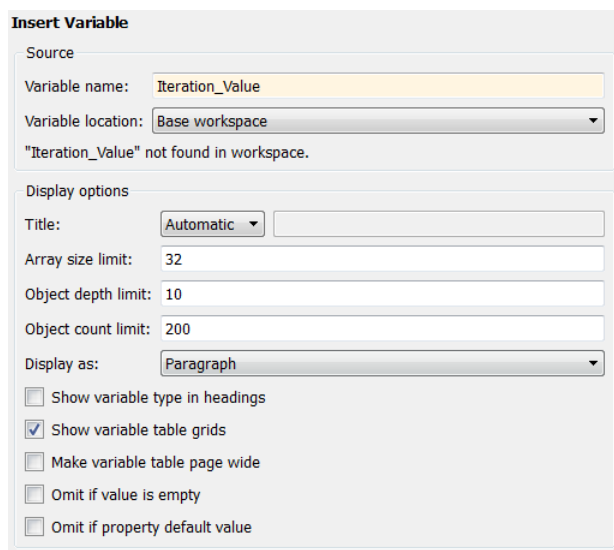 Insert Variable
Source
Variable name: Iteration_Value
Variable location: Base workspace
"Iteration_Value" not found in workspace.
Display options
Title: Automatic
Array size limit: 32
Object depth limit: 10
Object count limit: 200
Display as: Paragraph
Show variable type in headings
Show variable table grids
Make variable table page wide
Omit if value is empty
Omit if property default value